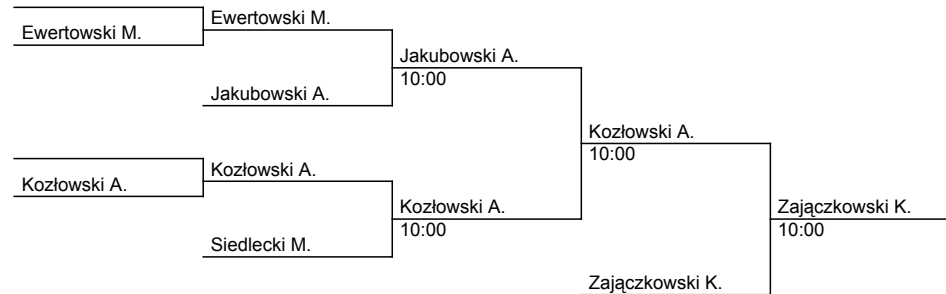 Ewertowski M.
Ewertowski M.
Jakubowski A.
10:00
Jakubowski A.
Kozłowski A.
10:00
Kozłowski A.
Kozłowski A.
Kozłowski A.
10:00
Zajączkowski K.
10:00
Siedlecki M.
Zajączkowski K.